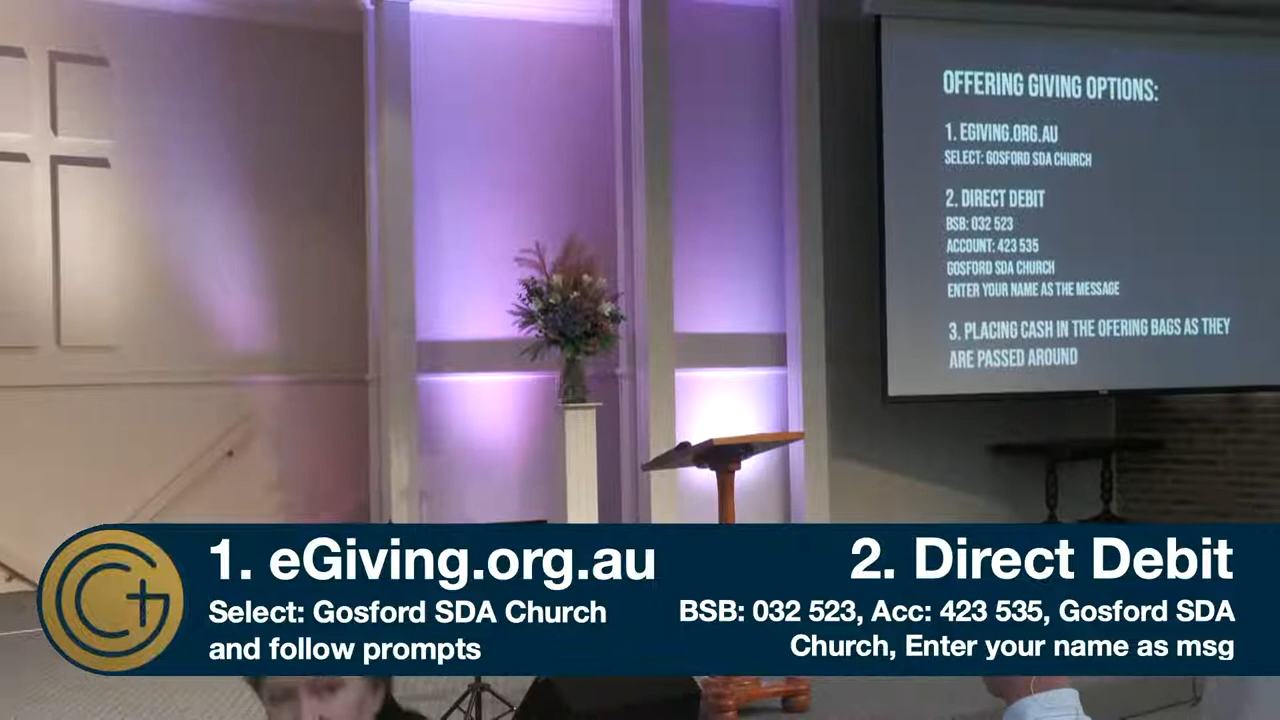 OFFERING GIVING OPTIONS:
1. EGIVING.ORG.AU
SELECT: GOSFORD SDA CHURCH
2. DIRECT DEBIT
BSB: 032 523
ACCOUNT: 423 535
GOSFORD SDA CHURCH
ENTER YOUR NAME AS THE MESSAGE
3. PLACING CASH IN THE OFERING BAGS AS THEY
ARE PASSED AROUND
1. eGiving.org.au
Select: Gosford SDA Church
and follow prompts
2. Direct Debit
BSB: 032 523, Acc: 423 535, Gosford SDA
Church, Enter your name as msg